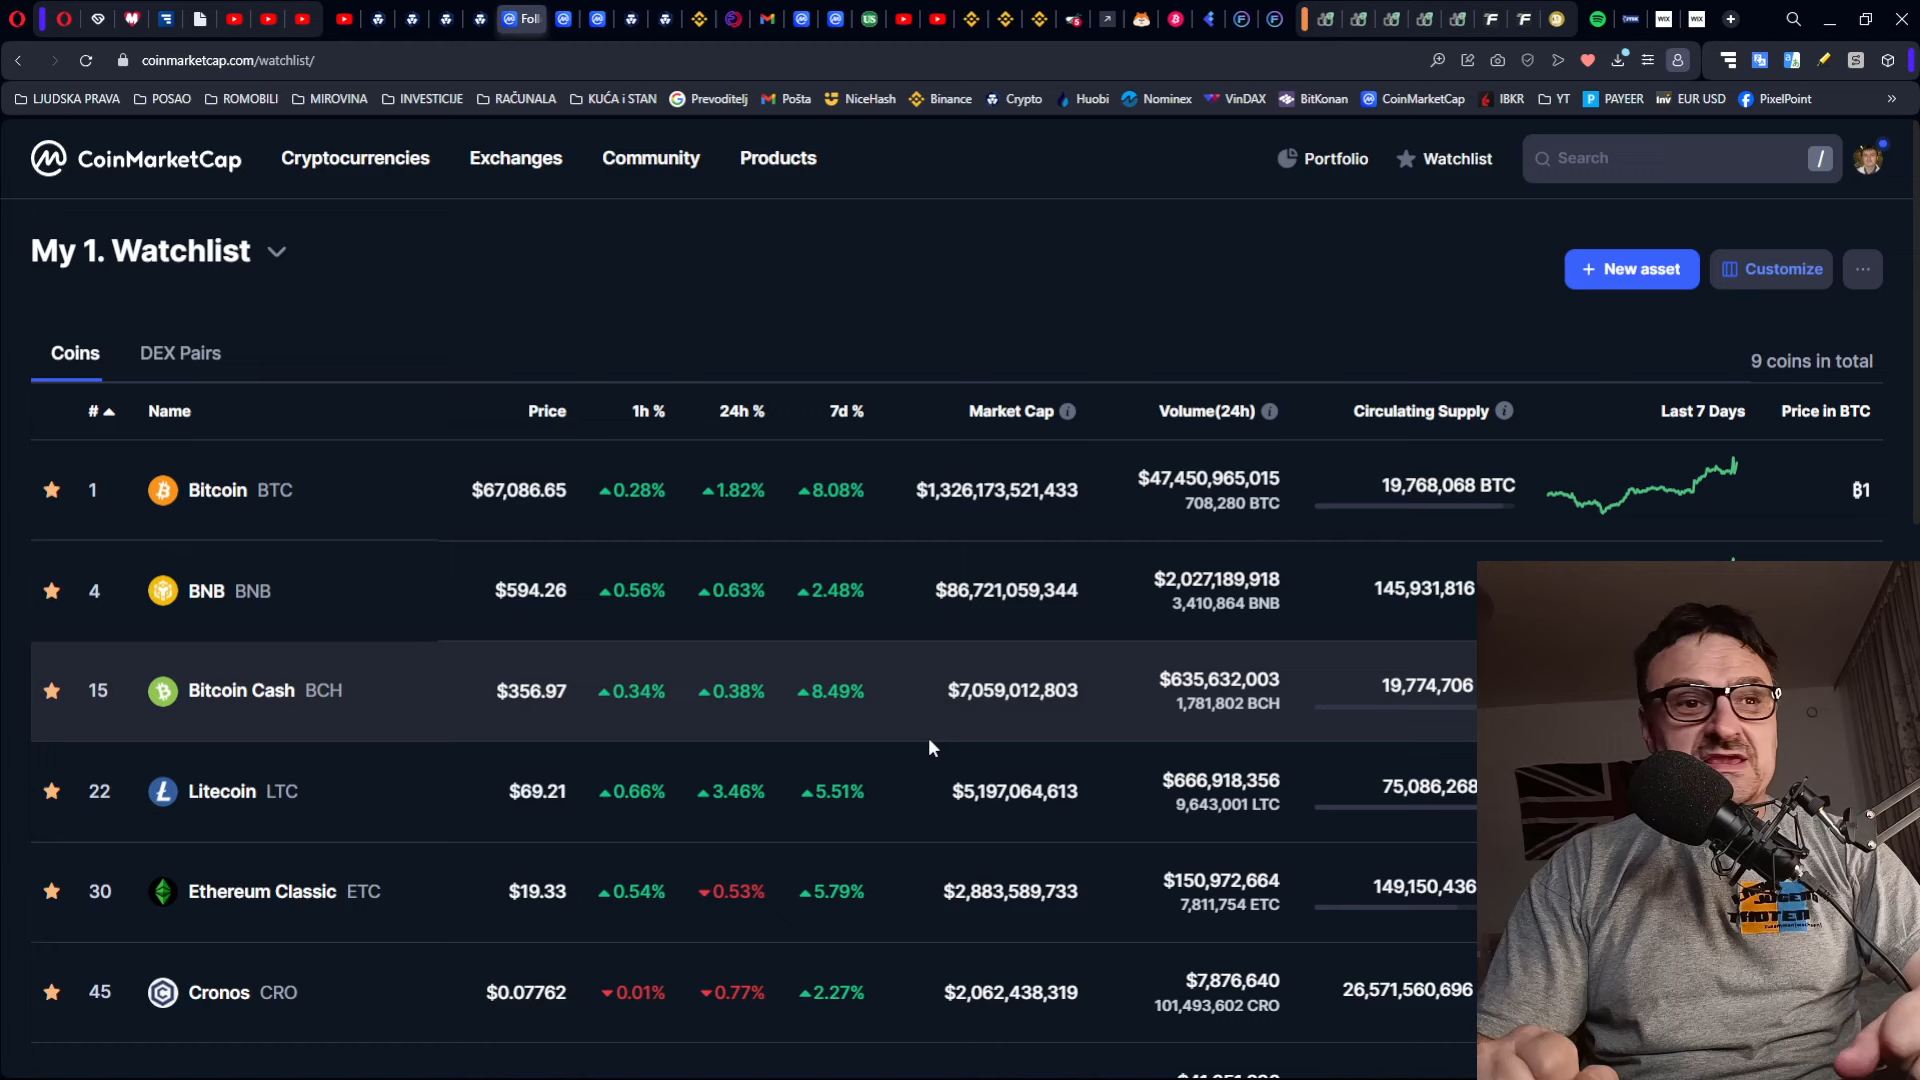 Foll
coinmarketcap.com/watchlist/
LJUDSKA PRAVA POSAO ROMOBILI MIROVINA INVESTICIJE RAČUNALA KUĆA i STAN Prevoditelj Pošta NiceHash Binance Crypto Huobi Nominex VinDAX BitKonan CoinMarketCap IBKR YT PAYEER EUR USD PixelPoint
CoinMarketCap Cryptocurrencies Exchanges Community Products Portfolio Watchlist Search /
My 1. Watchlist
+ New asset Customize ...
Coins DEX Pairs
9 coins in total
# Name Price 1h % 24h % 7d % Market Cap Volume(24h) Circulating Supply Last 7 Days Price in BTC
1 Bitcoin BTC $67,086.65 0.28% 1.82% 8.08% $1,326,173,521,433 $47,450,965,015 19,768,068 BTC ₿1
708,280 BTC
4 BNB BNB $594.26 0.56% 0.63% 2.48% $86,721,059,344 $2,027,189,918 145,931,816
3,410,864 BNB
15 Bitcoin Cash BCH $356.97 0.34% 0.38% 8.49% $7,059,012,803 $635,632,003 19,774,706
1,781,802 BCH
22 Litecoin LTC $69.21 0.66% 3.46% 5.51% $5,197,064,613 $666,918,356 75,086,268
9,643,001 LTC
30 Ethereum Classic ETC $19.33 0.54% 0.53% 5.79% $2,883,589,733 $150,972,664 149,150,436
7,811,754 ETC
45 Cronos CRO $0.07762 0.01% 0.77% 2.27% $2,062,438,319 $7,876,640 26,571,560,696
101,493,602 CRO